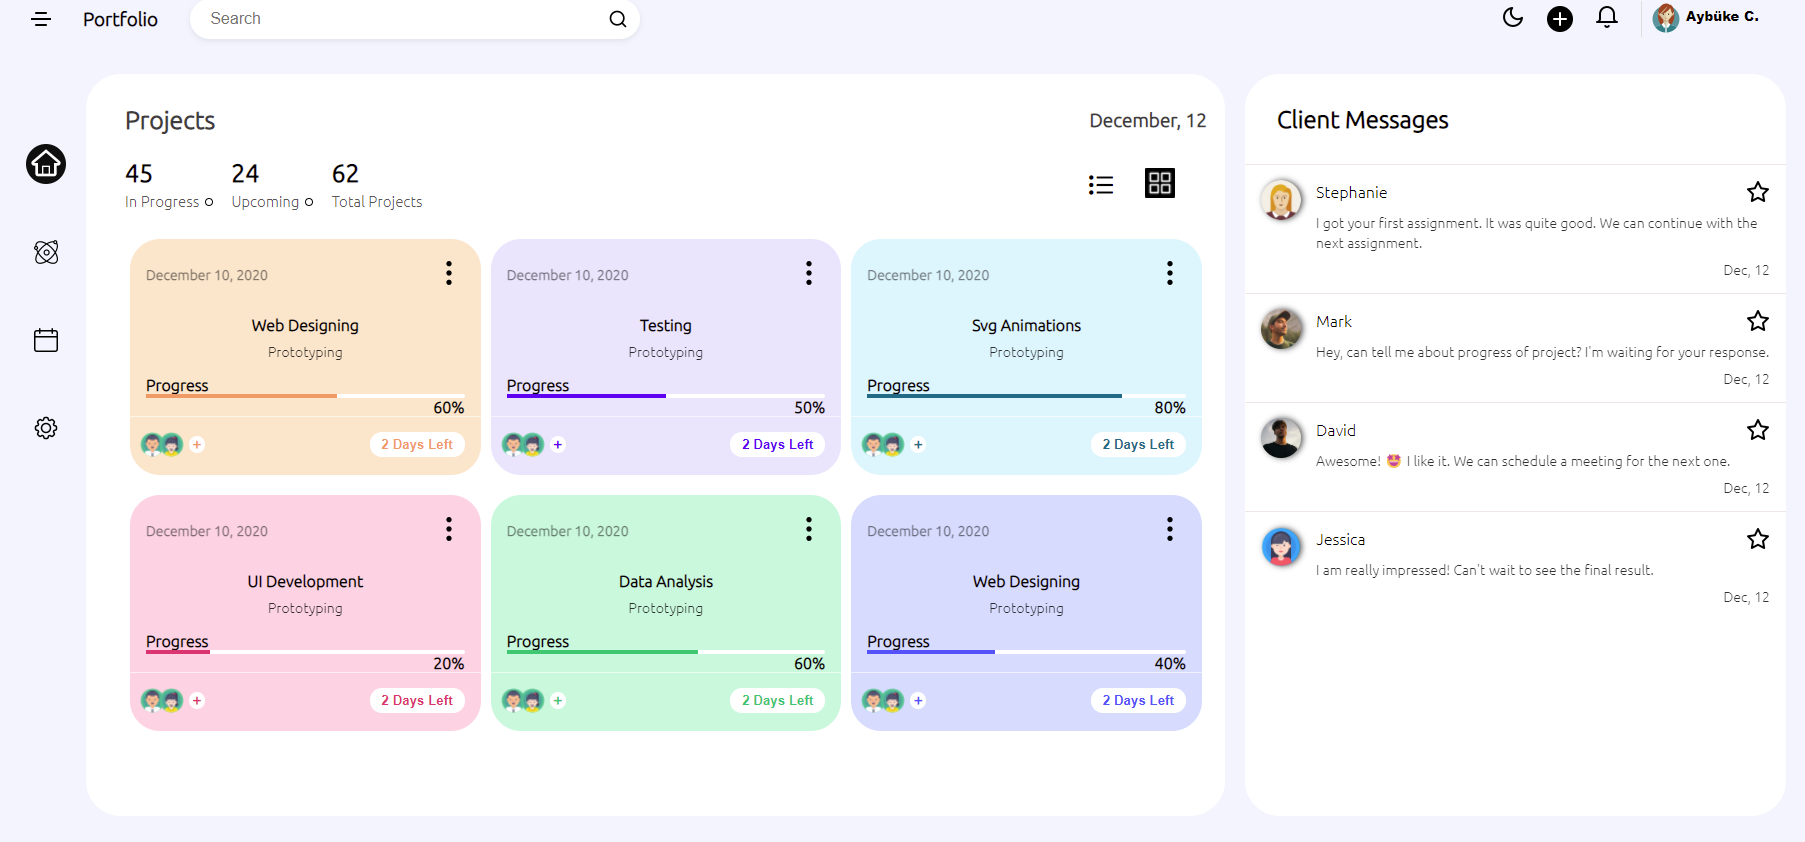 Portfolio
Search
Aybüke C.
Projects
December, 12
45
In Progress
24
Upcoming
62
Total Projects
December 10, 2020
Web Designing
Prototyping
Progress
60%
+
2 Days Left
December 10, 2020
Testing
Prototyping
Progress
50%
+
2 Days Left
December 10, 2020
Svg Animations
Prototyping
Progress
80%
+
2 Days Left
December 10, 2020
UI Development
Prototyping
Progress
20%
+
2 Days Left
December 10, 2020
Data Analysis
Prototyping
Progress
60%
+
2 Days Left
December 10, 2020
Web Designing
Prototyping
Progress
40%
+
2 Days Left
Client Messages
Stephanie
I got your first assignment. It was quite good. We can continue with the
next assignment.
Dec, 12
Mark
Hey, can tell me about progress of project? I'm waiting for your response.
Dec, 12
David
Awesome! 🤩 I like it. We can schedule a meeting for the next one.
Dec, 12
Jessica
I am really impressed! Can't wait to see the final result.
Dec, 12